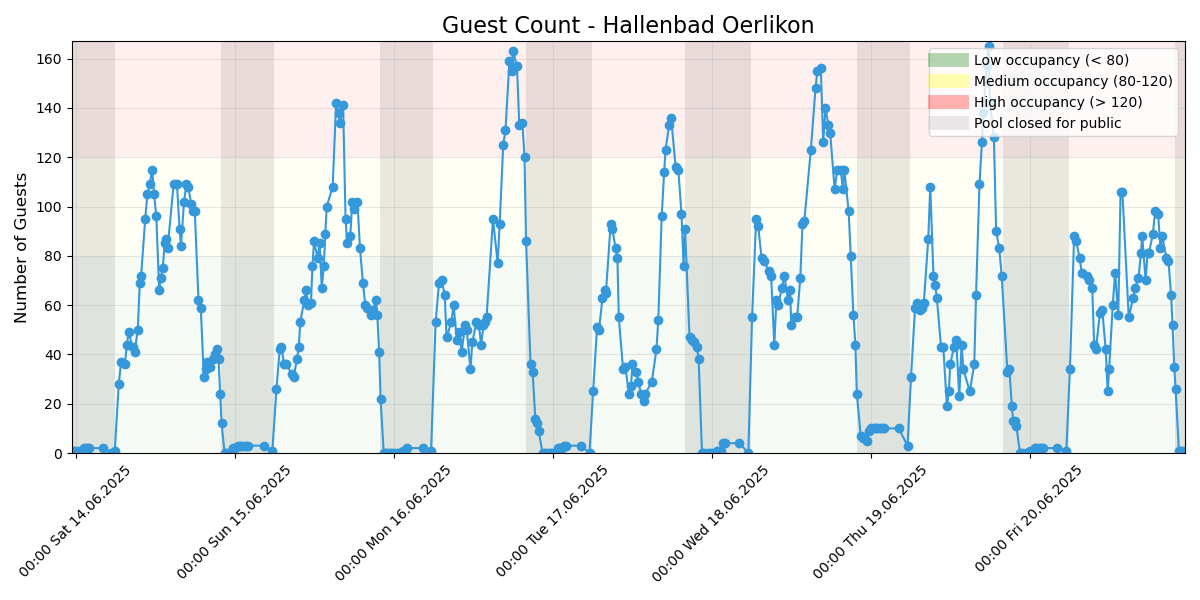 Guest Count - Hallenbad Oerlikon
Number of Guests
160
140
120
100
80
60
40
20
0
Low occupancy (< 80)
Medium occupancy (80-120)
High occupancy (> 120)
Pool closed for public
00:00 Sat 14.06.2025
00:00 Sun 15.06.2025
00:00 Mon 16.06.2025
00:00 Tue 17.06.2025
00:00 Wed 18.06.2025
00:00 Thu 19.06.2025
00:00 Fri 20.06.2025